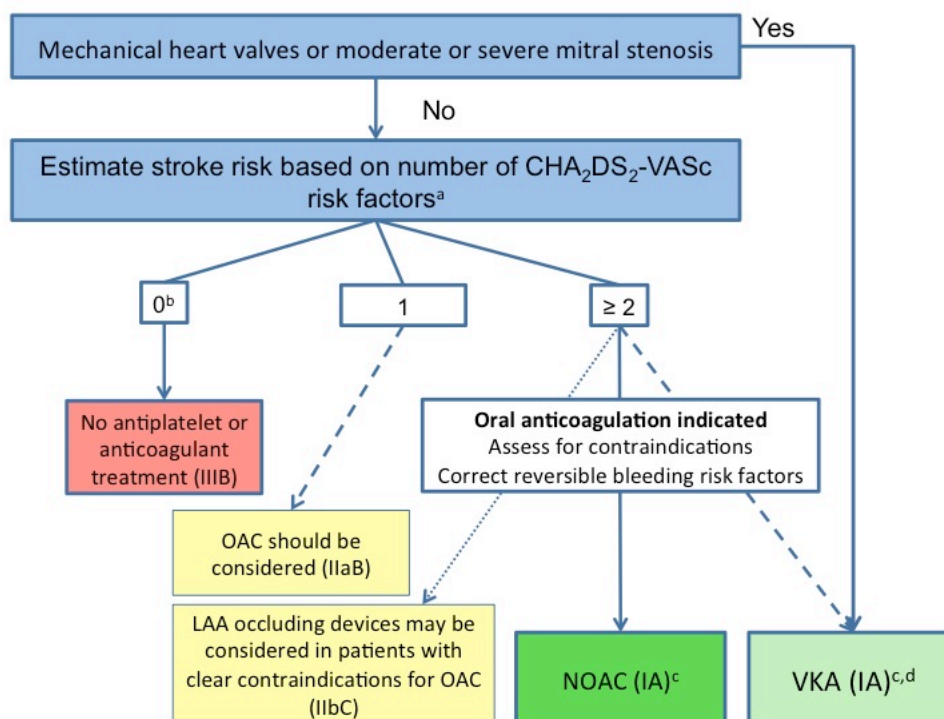 Mechanical heart valves or moderate or severe mitral stenosis
Yes
No
Estimate stroke risk based on number of CHA₂DS₂-VASc
risk factorsᵃ
0ᵇ
1
≥ 2
No antiplatelet or
anticoagulant
treatment (IIIB)
Oral anticoagulation indicated
Assess for contraindications
Correct reversible bleeding risk factors
OAC should be
considered (IIaB)
LAA occluding devices may be
considered in patients with
clear contraindications for OAC
(IIbC)
NOAC (IA)ᶜ
VKA (IA)ᶜ,ᵈ